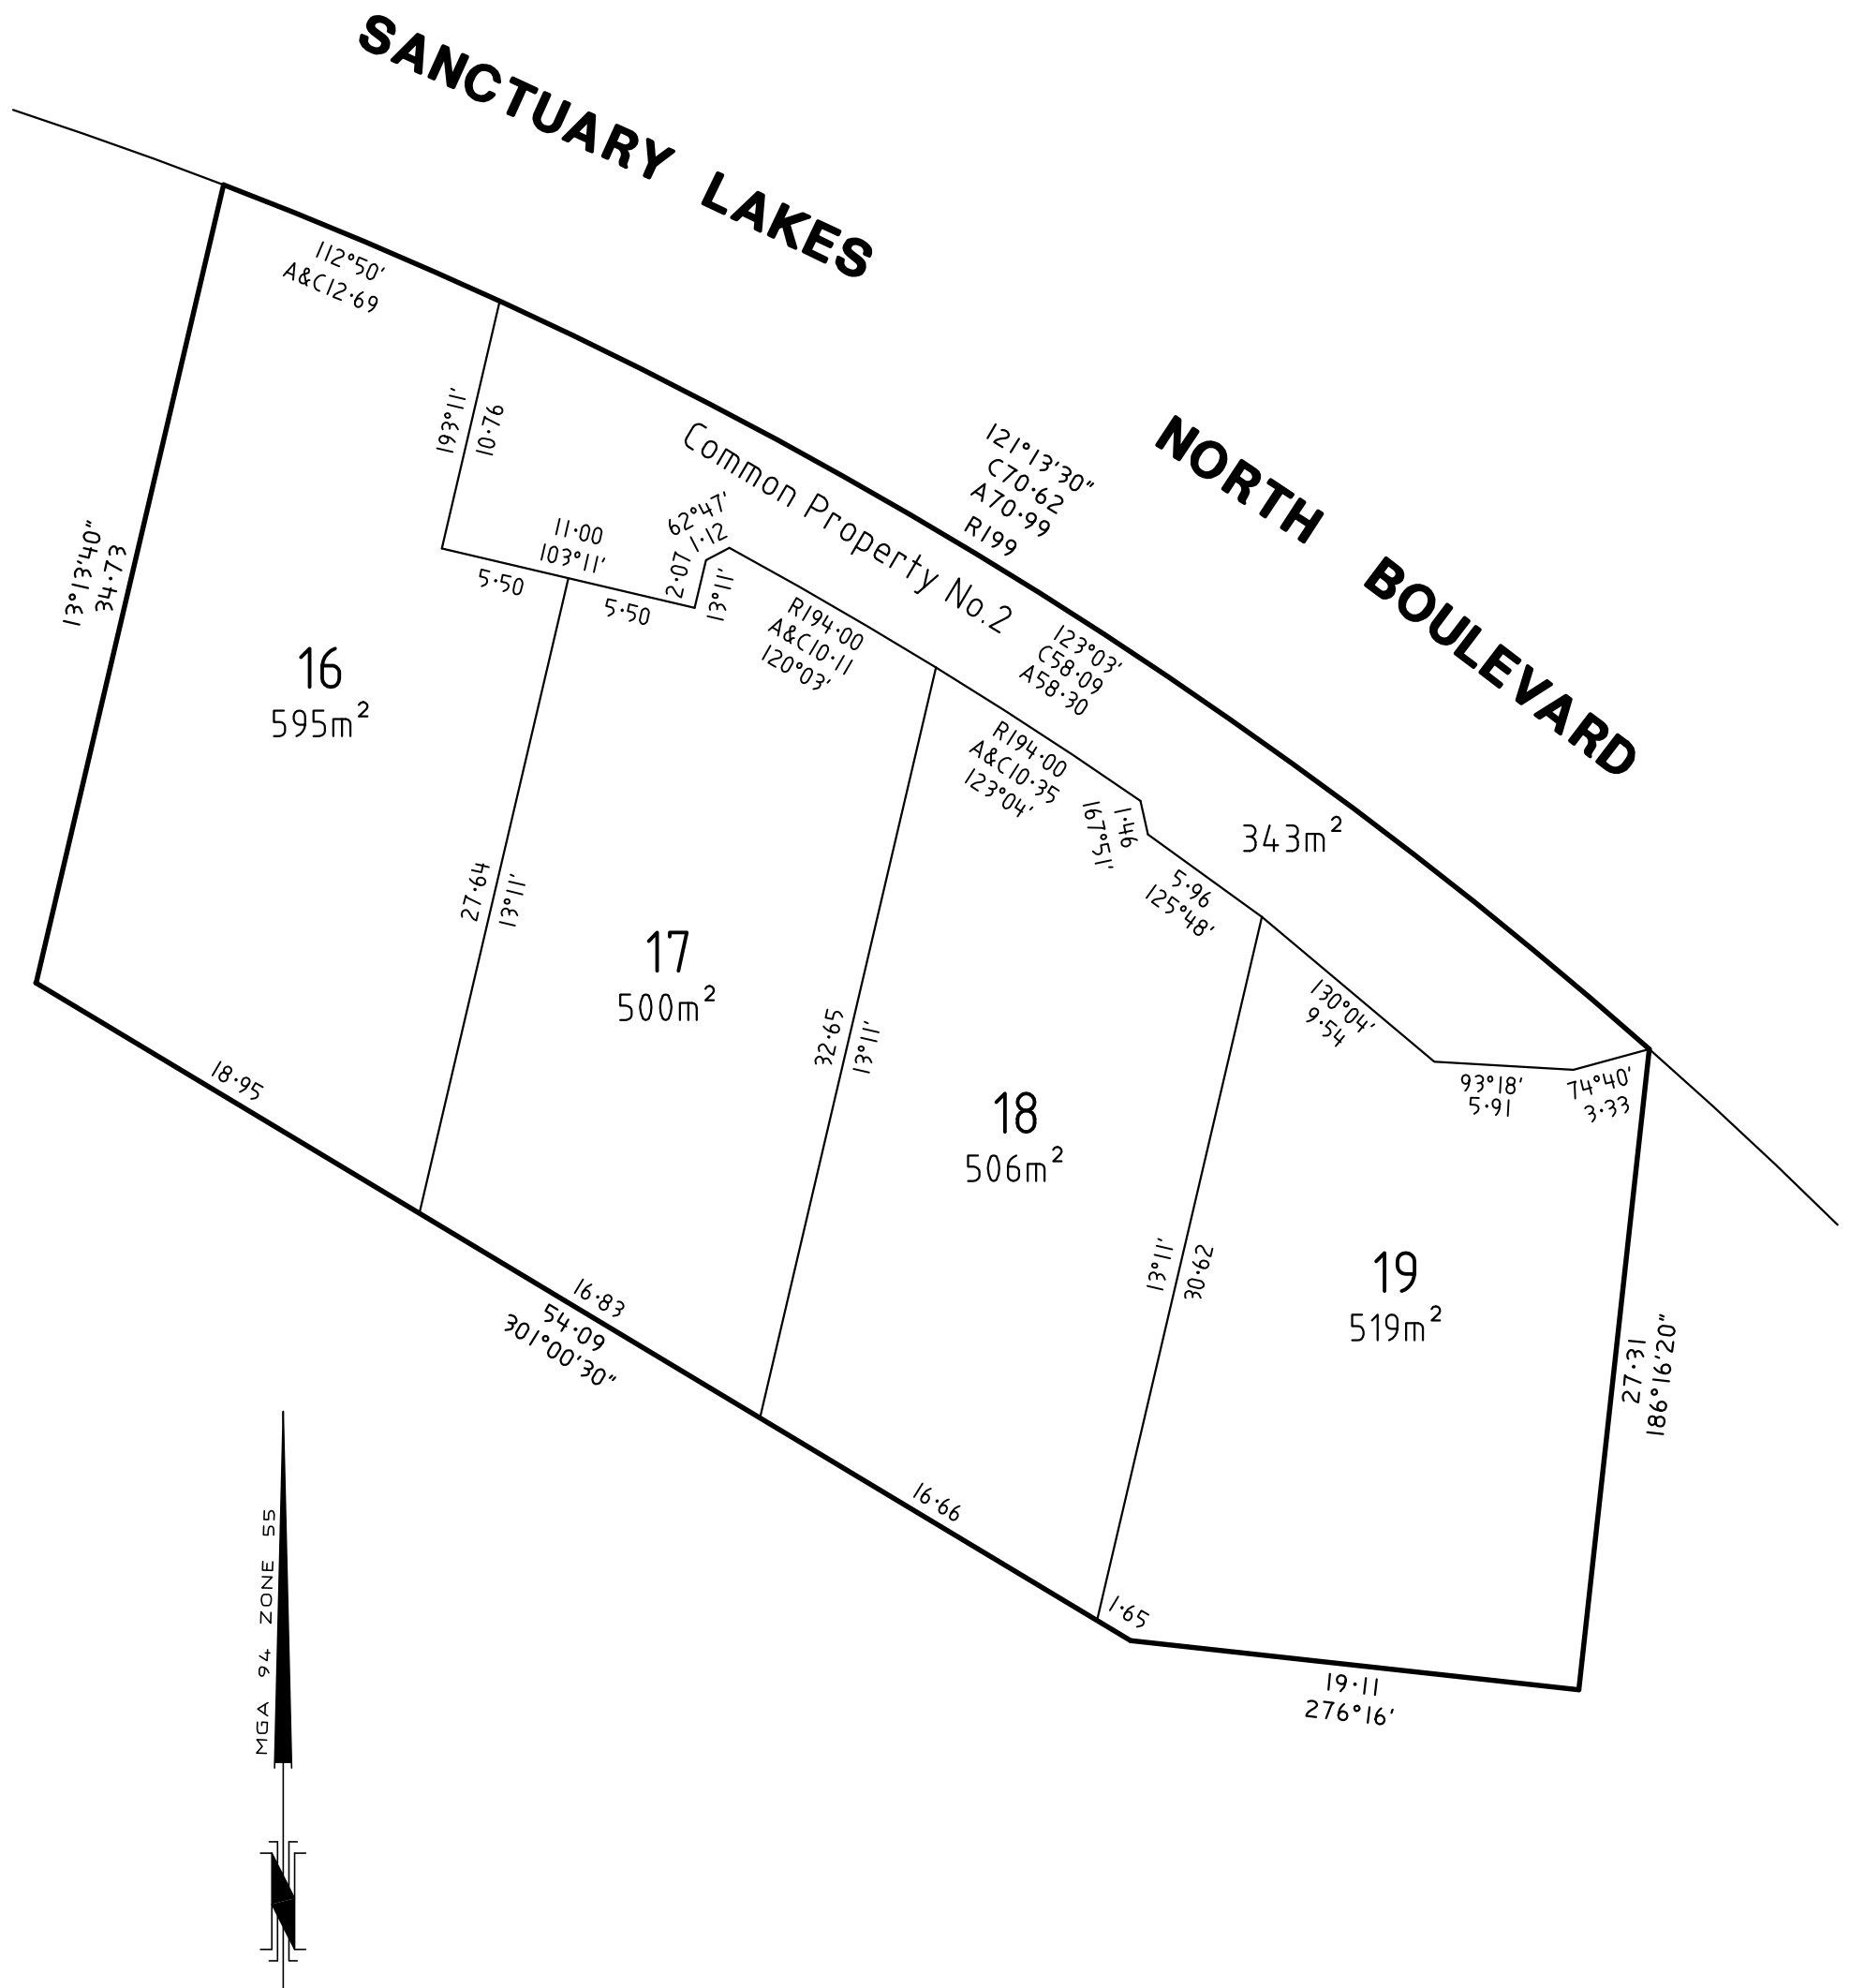 SANCTUARY LAKES
NORTH BOULEVARD
112°50'
A&C12·69
193°11'
10·76
Common Property No.2
121°13'30"
C70·62
A70·99
R199
13°13'40"
34·73
11·00
103°11'
5·50
5·50
2·07
13°11'
62°47'
1·12
R194·00
A&C10·11
120°03'
123°03'
C58·09
A58·30
R194·00
A&C10·35
123°04'
1·46
167°51'
343m²
5·96
125°48'
16
595m²
27·64
13°11'
17
500m²
32·65
13°11'
130°04'
9·54
93°18'
5·91
74°40'
3·33
18·95
18
506m²
13°11'
30·62
19
519m²
27·31
186°16'20"
16·83
54·09
301°00'30"
16·66
1·65
19·11
276°16'
MGA 94 ZONE 55
N